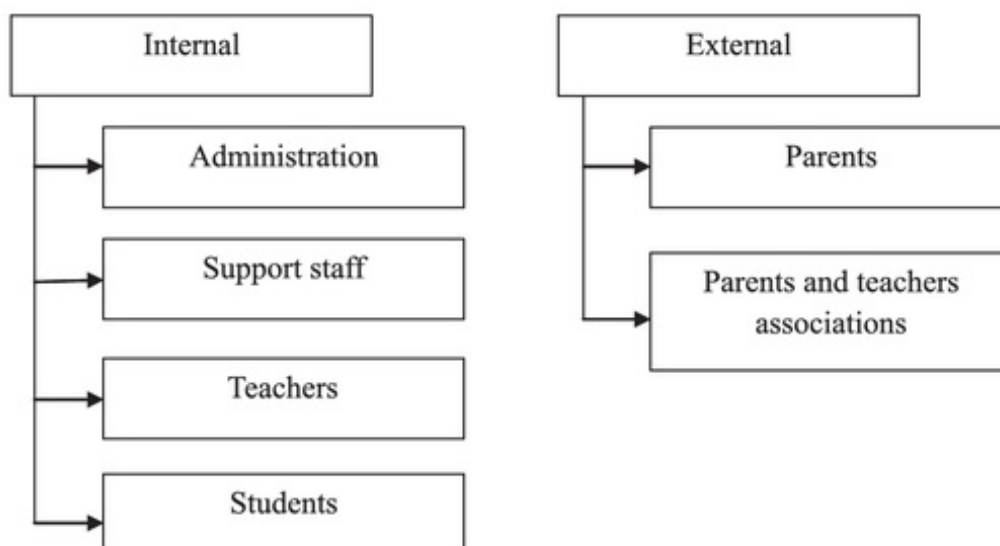 Internal
Administration
Support staff
Teachers
Students
External
Parents
Parents and teachers
associations